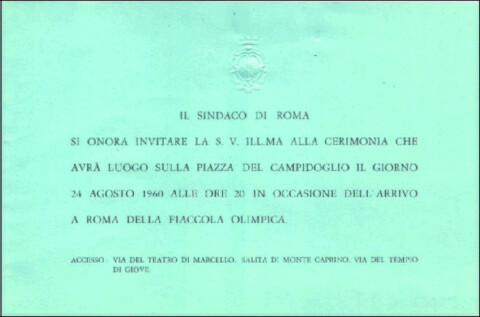 IL SINDACO DI ROMA
SI ONORA INVITARE LA S. V. ILL.MA ALLA CERIMONIA CHE
AVRÀ LUOGO SULLA PIAZZA DEL CAMPIDOGLIO IL GIORNO
24 AGOSTO 1960 ALLE ORE 20 IN OCCASIONE DELL'ARRIVO
A ROMA DELLA FIACCOLA OLIMPICA.
ACCESSO: VIA DEL TEATRO DI MARCELLO. SALITA DI MONTE CAPRINO. VIA DEL TEMPIO
DI GIOVE.